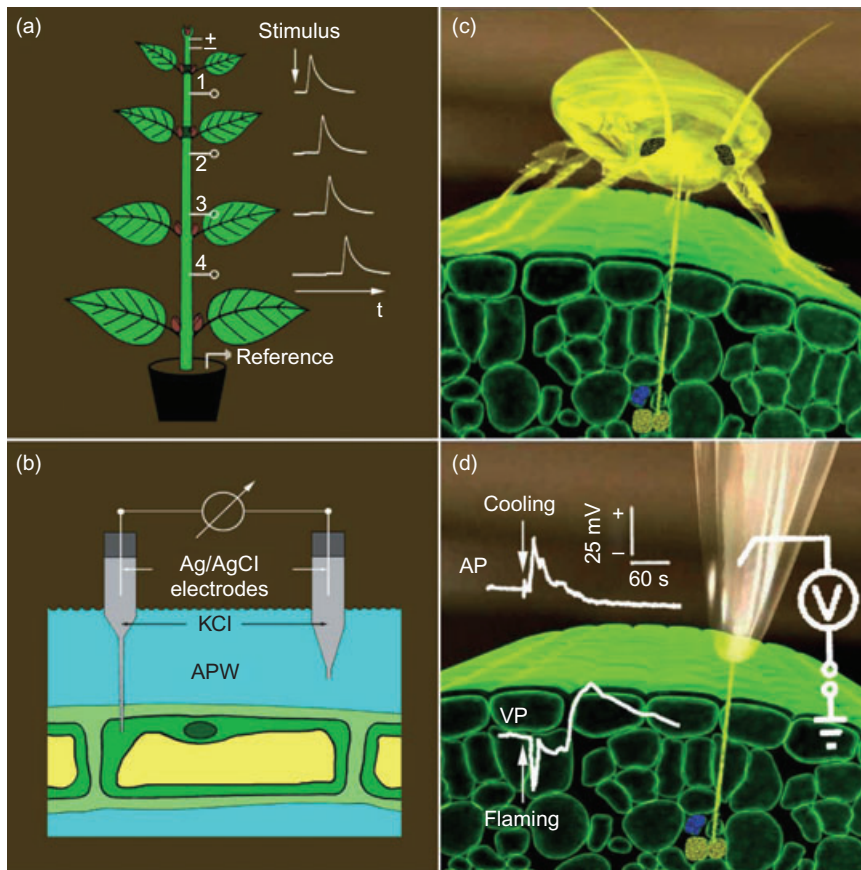 (a)
Stimulus
+
−
1
2
3
4
t
Reference
(b)
Ag/AgCl
electrodes
KCl
APW
(c)
(d)
Cooling
AP
+
25 mV
−
60 s
V
VP
Flaming